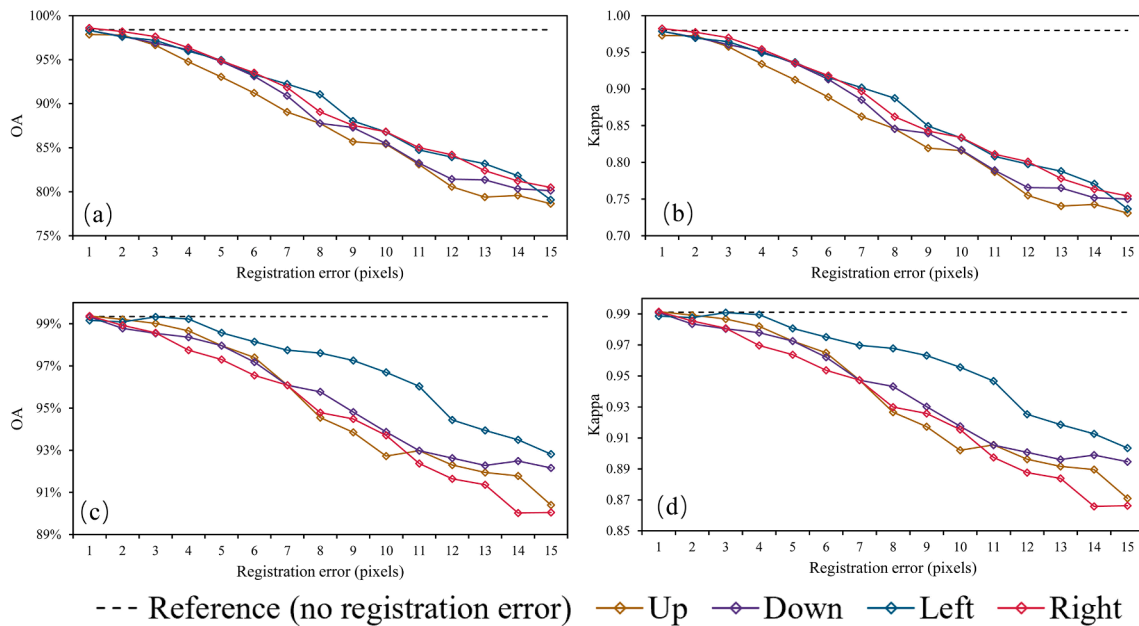 100%
95%
90%
85%
80%
75%
OA
(a)
1 2 3 4 5 6 7 8 9 10 11 12 13 14 15
Registration error (pixels)
1.00
0.95
0.90
0.85
0.80
0.75
0.70
Kappa
(b)
1 2 3 4 5 6 7 8 9 10 11 12 13 14 15
Registration error (pixels)
99%
97%
95%
93%
91%
89%
OA
(c)
1 2 3 4 5 6 7 8 9 10 11 12 13 14 15
Registration error (pixels)
0.99
0.97
0.95
0.93
0.91
0.89
0.87
0.85
Kappa
(d)
1 2 3 4 5 6 7 8 9 10 11 12 13 14 15
Registration error (pixels)
Reference (no registration error) Up Down Left Right